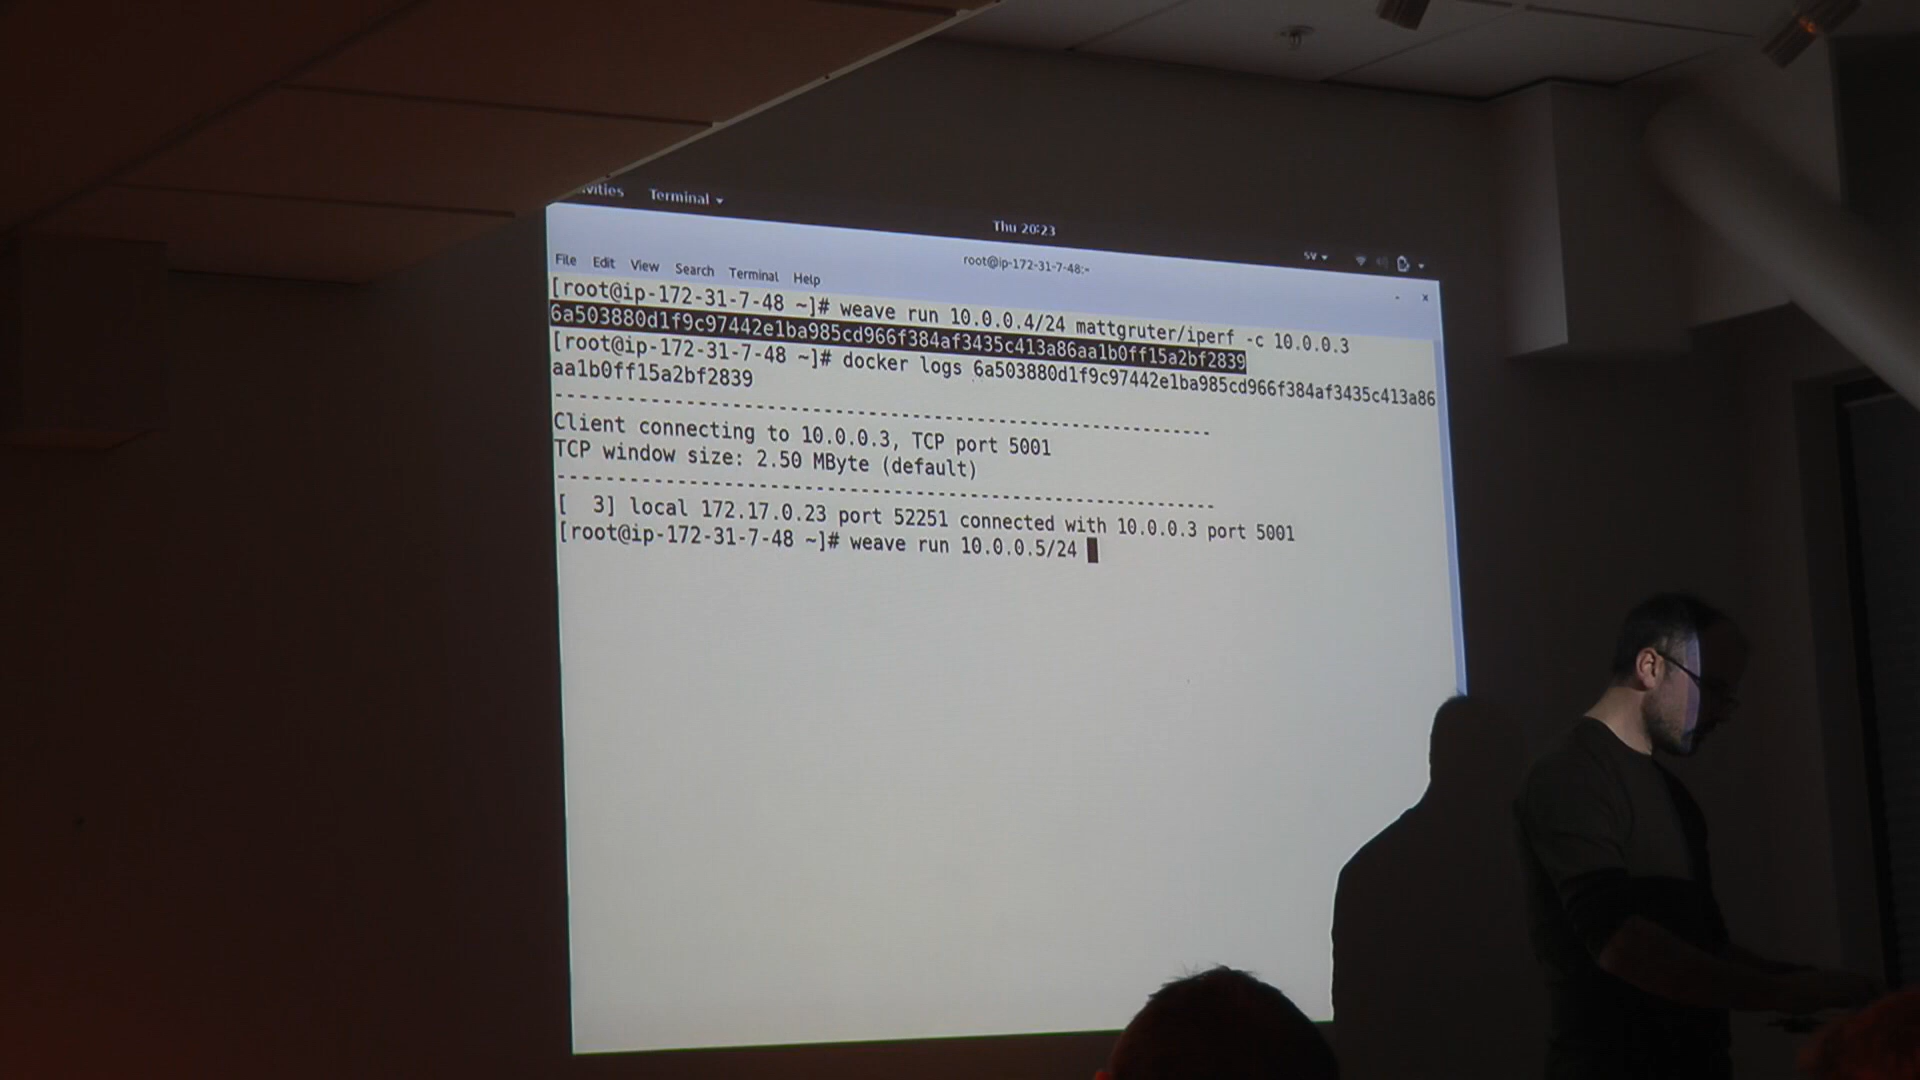 Terminal
Thu 20:23
sv
root@ip-172-31-7-48:~
File Edit View Search Terminal Help
[root@ip-172-31-7-48 ~]# weave run 10.0.0.4/24 mattgruter/iperf -c 10.0.0.3
6a503880d1f9c97442e1ba985cd966f384af3435c413a86aa1b0ff15a2bf2839
[root@ip-172-31-7-48 ~]# docker logs 6a503880d1f9c97442e1ba985cd966f384af3435c413a86
aa1b0ff15a2bf2839
------------------------------------------------------------
Client connecting to 10.0.0.3, TCP port 5001
TCP window size: 2.50 MByte (default)
------------------------------------------------------------
[  3] local 172.17.0.23 port 52251 connected with 10.0.0.3 port 5001
[root@ip-172-31-7-48 ~]# weave run 10.0.0.5/24